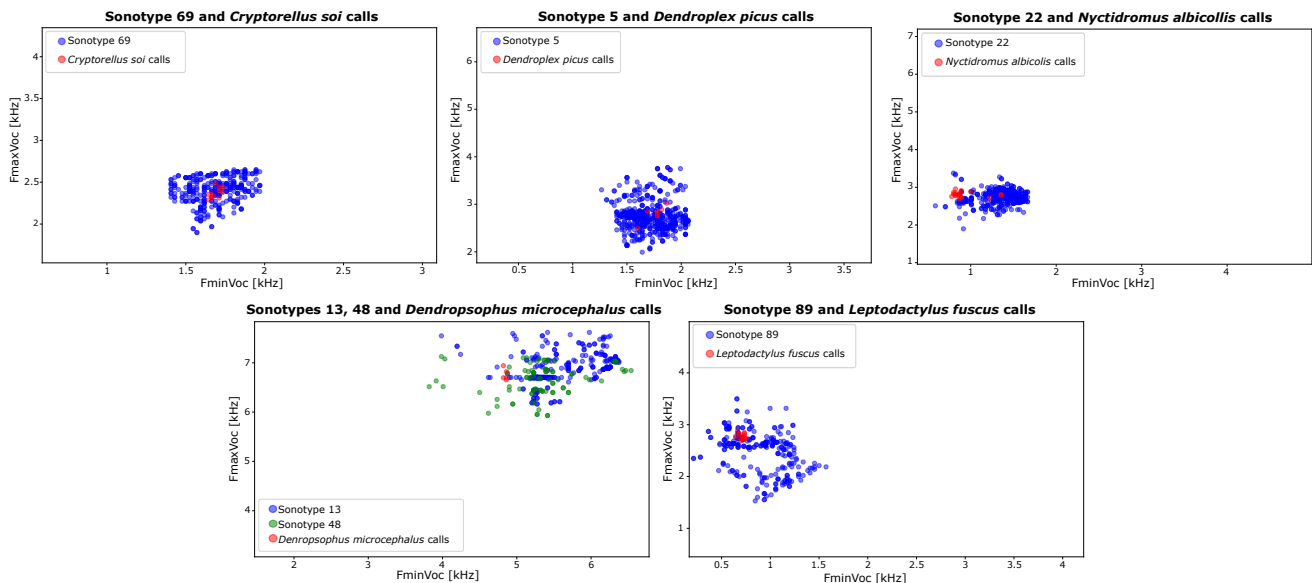 Sonotype 69 and Cryptorellus soi calls
Sonotype 69
Cryptorellus soi calls
FmaxVoc [kHz]
4
3.5
3
2.5
2
1
1.5
2
2.5
3
FminVoc [kHz]
Sonotype 5 and Dendroplex picus calls
Sonotype 5
Dendroplex picus calls
FmaxVoc [kHz]
6
5
4
3
2
0.5
1
1.5
2
2.5
3
3.5
FminVoc [kHz]
Sonotype 22 and Nyctidromus albicollis calls
Sonotype 22
Nyctidromus albicolis calls
FmaxVoc [kHz]
7
6
5
4
3
2
1
1
2
3
4
FminVoc [kHz]
Sonotypes 13, 48 and Dendropsophus microcephalus calls
FmaxVoc [kHz]
7
6
5
4
Sonotype 13
Sonotype 48
Denropsophus microcephalus calls
2
3
4
5
6
FminVoc [kHz]
Sonotype 89 and Leptodactylus fuscus calls
Sonotype 89
Leptodactylus fuscus calls
FmaxVoc [kHz]
4
3
2
1
0.5
1
1.5
2
2.5
3
3.5
4
FminVoc [kHz]